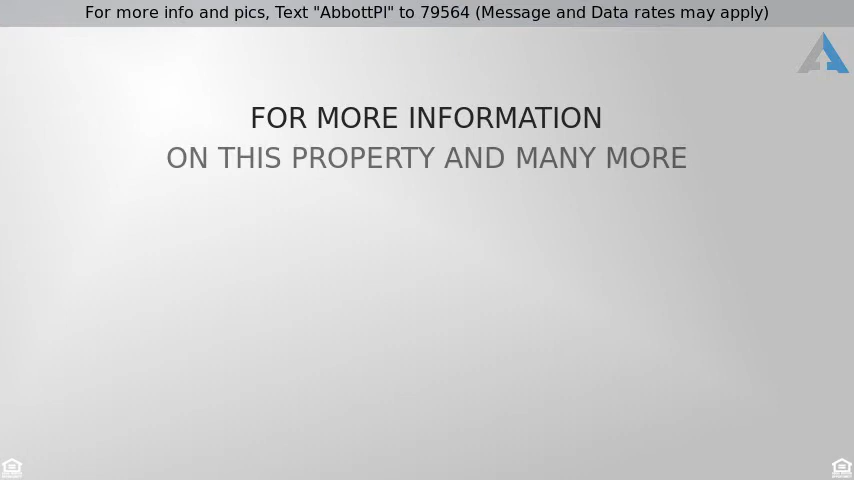 For more info and pics, Text "AbbottPl" to 79564 (Message and Data rates may apply)
FOR MORE INFORMATION
ON THIS PROPERTY AND MANY MORE